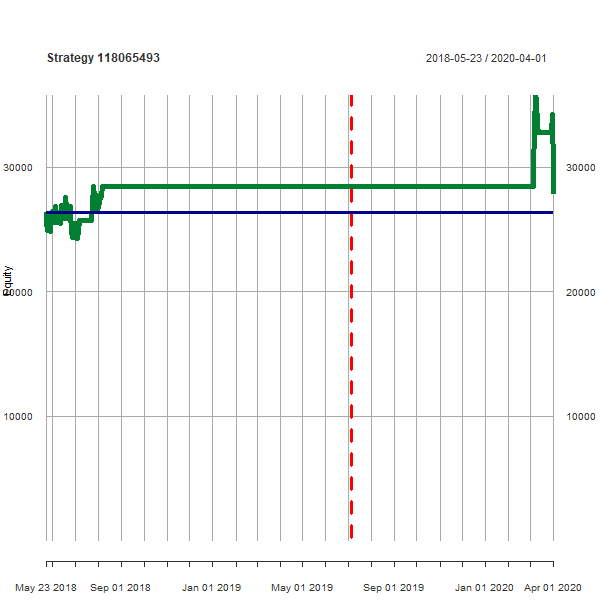 Strategy 118065493
2018-05-23 / 2020-04-01
30000
30000
Equity
20000
20000
10000
10000
May 23 2018
Sep 01 2018
Jan 01 2019
May 01 2019
Sep 01 2019
Jan 01 2020
Apr 01 2020